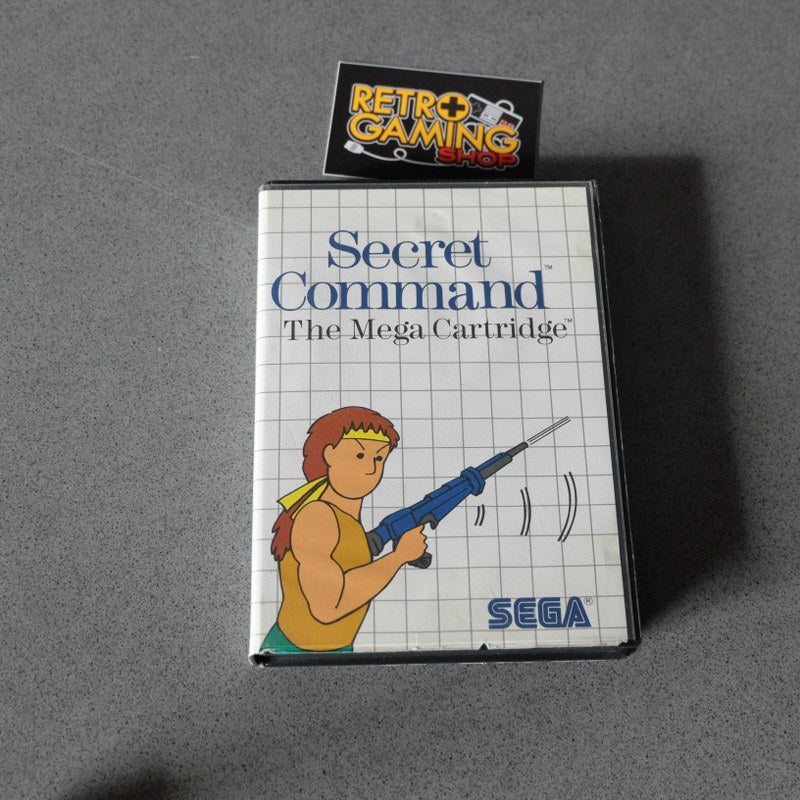 RETRO
GAMING
SHOP
Secret
Command™
The Mega Cartridge™
SEGA®